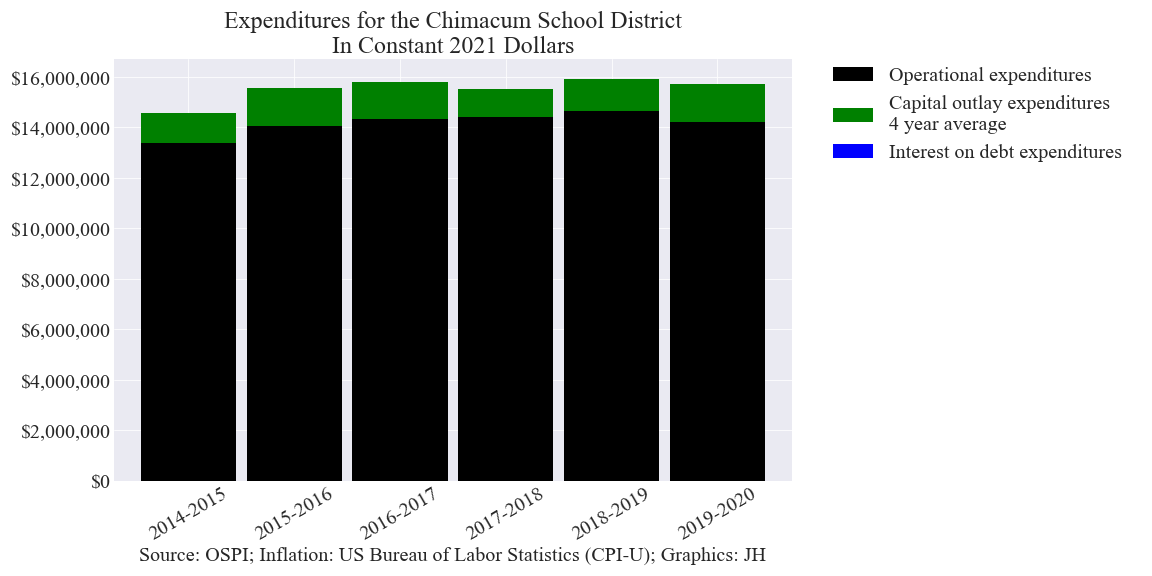 Expenditures for the Chimacum School District
In Constant 2021 Dollars
$16,000,000
$14,000,000
$12,000,000
$10,000,000
$8,000,000
$6,000,000
$4,000,000
$2,000,000
$0
2014-2015
2015-2016
2016-2017
2017-2018
2018-2019
2019-2020
Source: OSPI; Inflation: US Bureau of Labor Statistics (CPI-U); Graphics: JH
Operational expenditures
Capital outlay expenditures
4 year average
Interest on debt expenditures